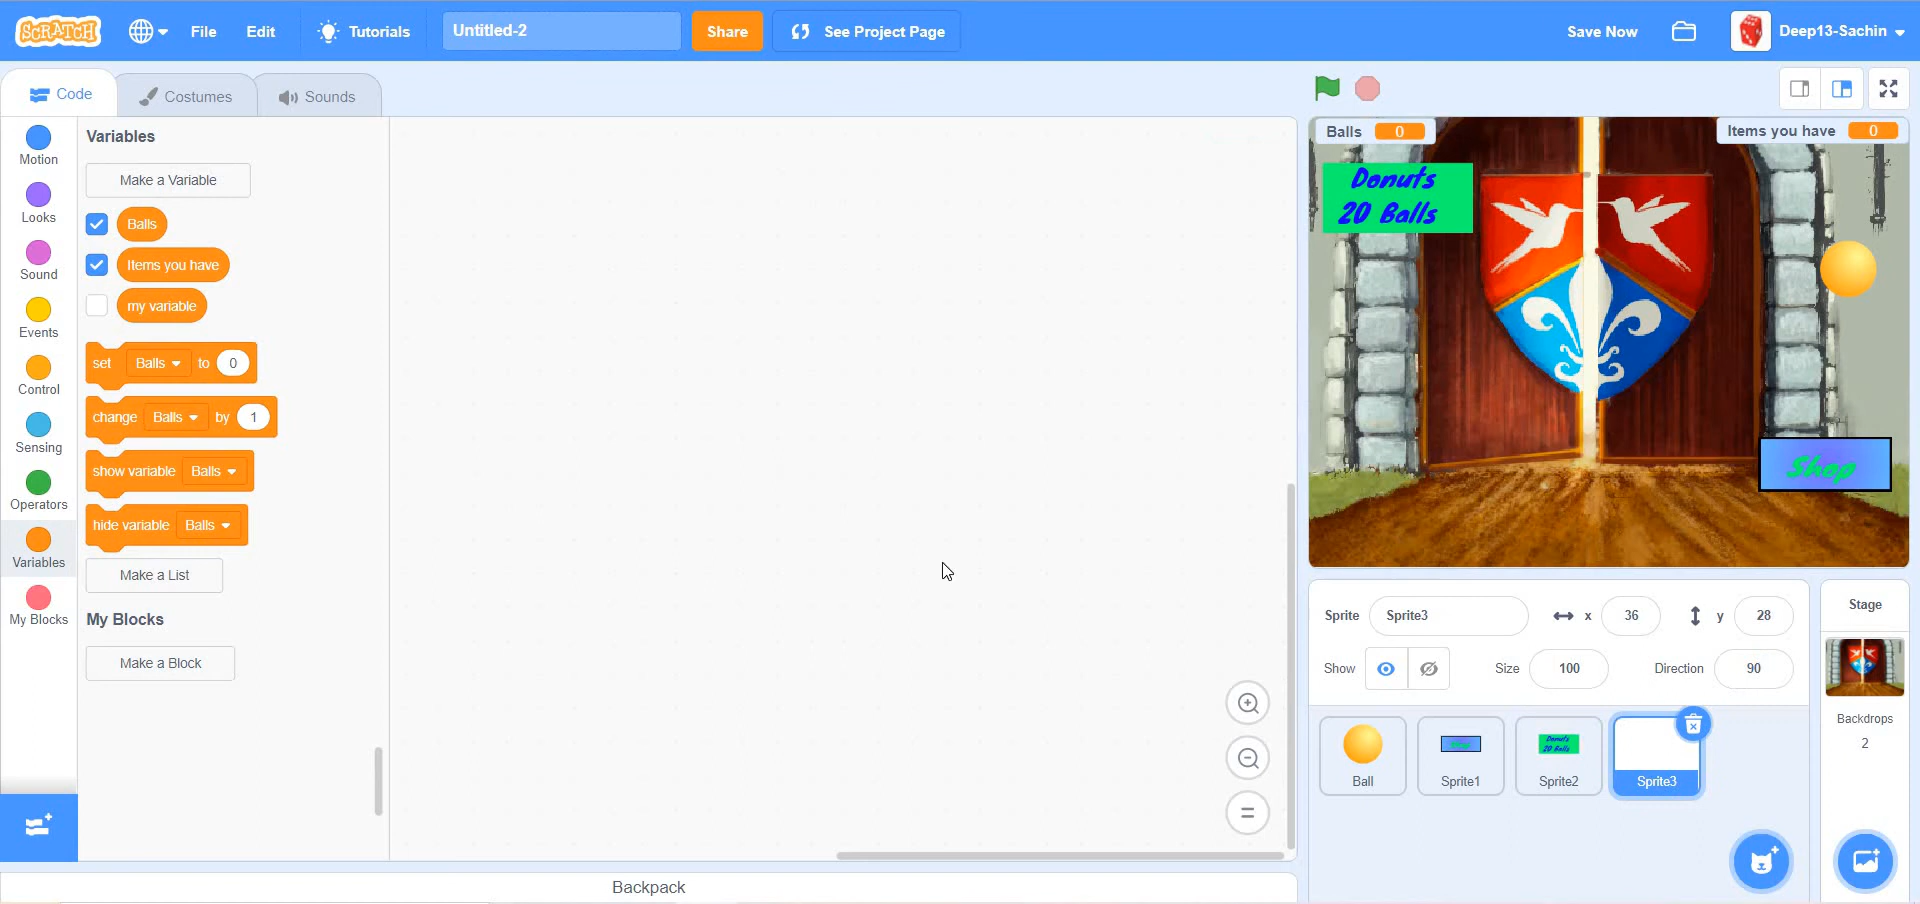 SCRATCH File Edit Tutorials Untitled-2 Share See Project Page Save Now Deep13-Sachin
Code Costumes Sounds
Motion
Looks
Sound
Events
Control
Sensing
Operators
Variables
My Blocks
Variables
Make a Variable
Balls
Items you have
my variable
set Balls to 0
change Balls by 1
show variable Balls
hide variable Balls
Make a List
My Blocks
Make a Block
Backpack
Balls 0
Items you have 0
Donuts
20 Balls
Shop
Sprite Sprite3 x 36 y 28
Show Size 100 Direction 90
Ball
Sprite1
Donuts
20 Balls
Sprite2
Sprite3
Stage
Backdrops
2